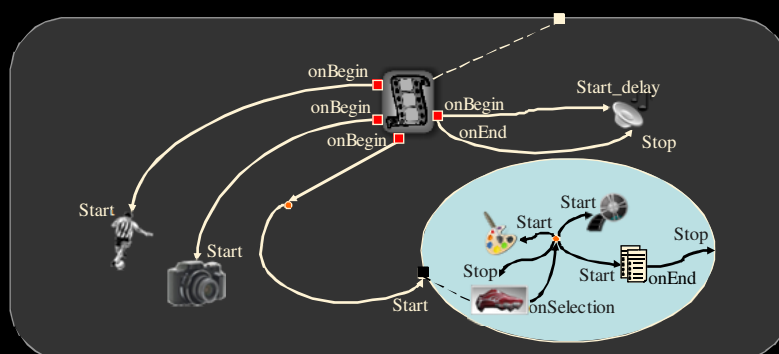 onBegin
Start_delay
onBegin
onBegin
onBegin
onEnd
Stop
Start
Start
Start
Start
Stop
Start
Stop
Start
onEnd
onSelection